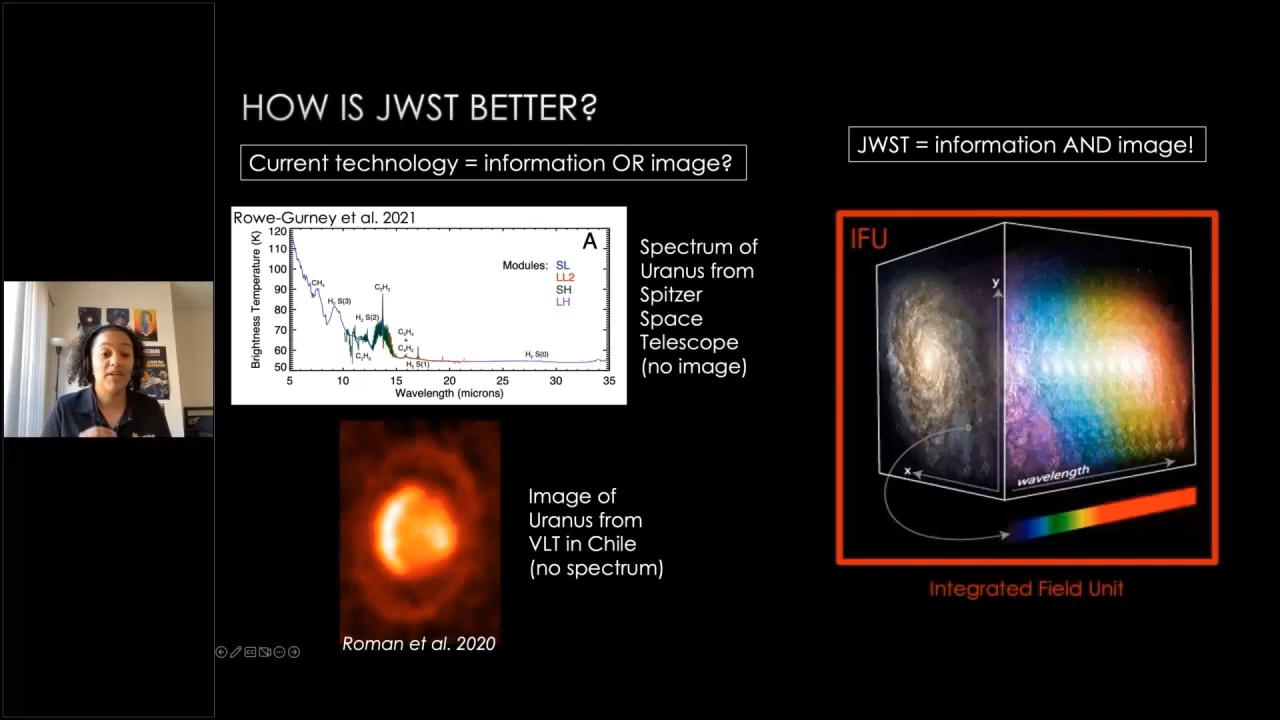 HOW IS JWST BETTER?
Current technology = information OR image?
JWST = information AND image!
Rowe-Gurney et al. 2021
A
Modules: SL
LL2
SH
LH
CH₄
H₂ S(3)
H₂ S(2)
C₂H₂
C₂H₆
C₄H₂
+
C₃H₄
H₂ S(1)
H₂ S(0)
120
110
100
90
80
70
60
50
Brightness Temperature (K)
5 10 15 20 25 30 35
Wavelength (microns)
Spectrum of
Uranus from
Spitzer
Space
Telescope
(no image)
Image of
Uranus from
VLT in Chile
(no spectrum)
Roman et al. 2020
IFU
y
x
wavelength
Integrated Field Unit